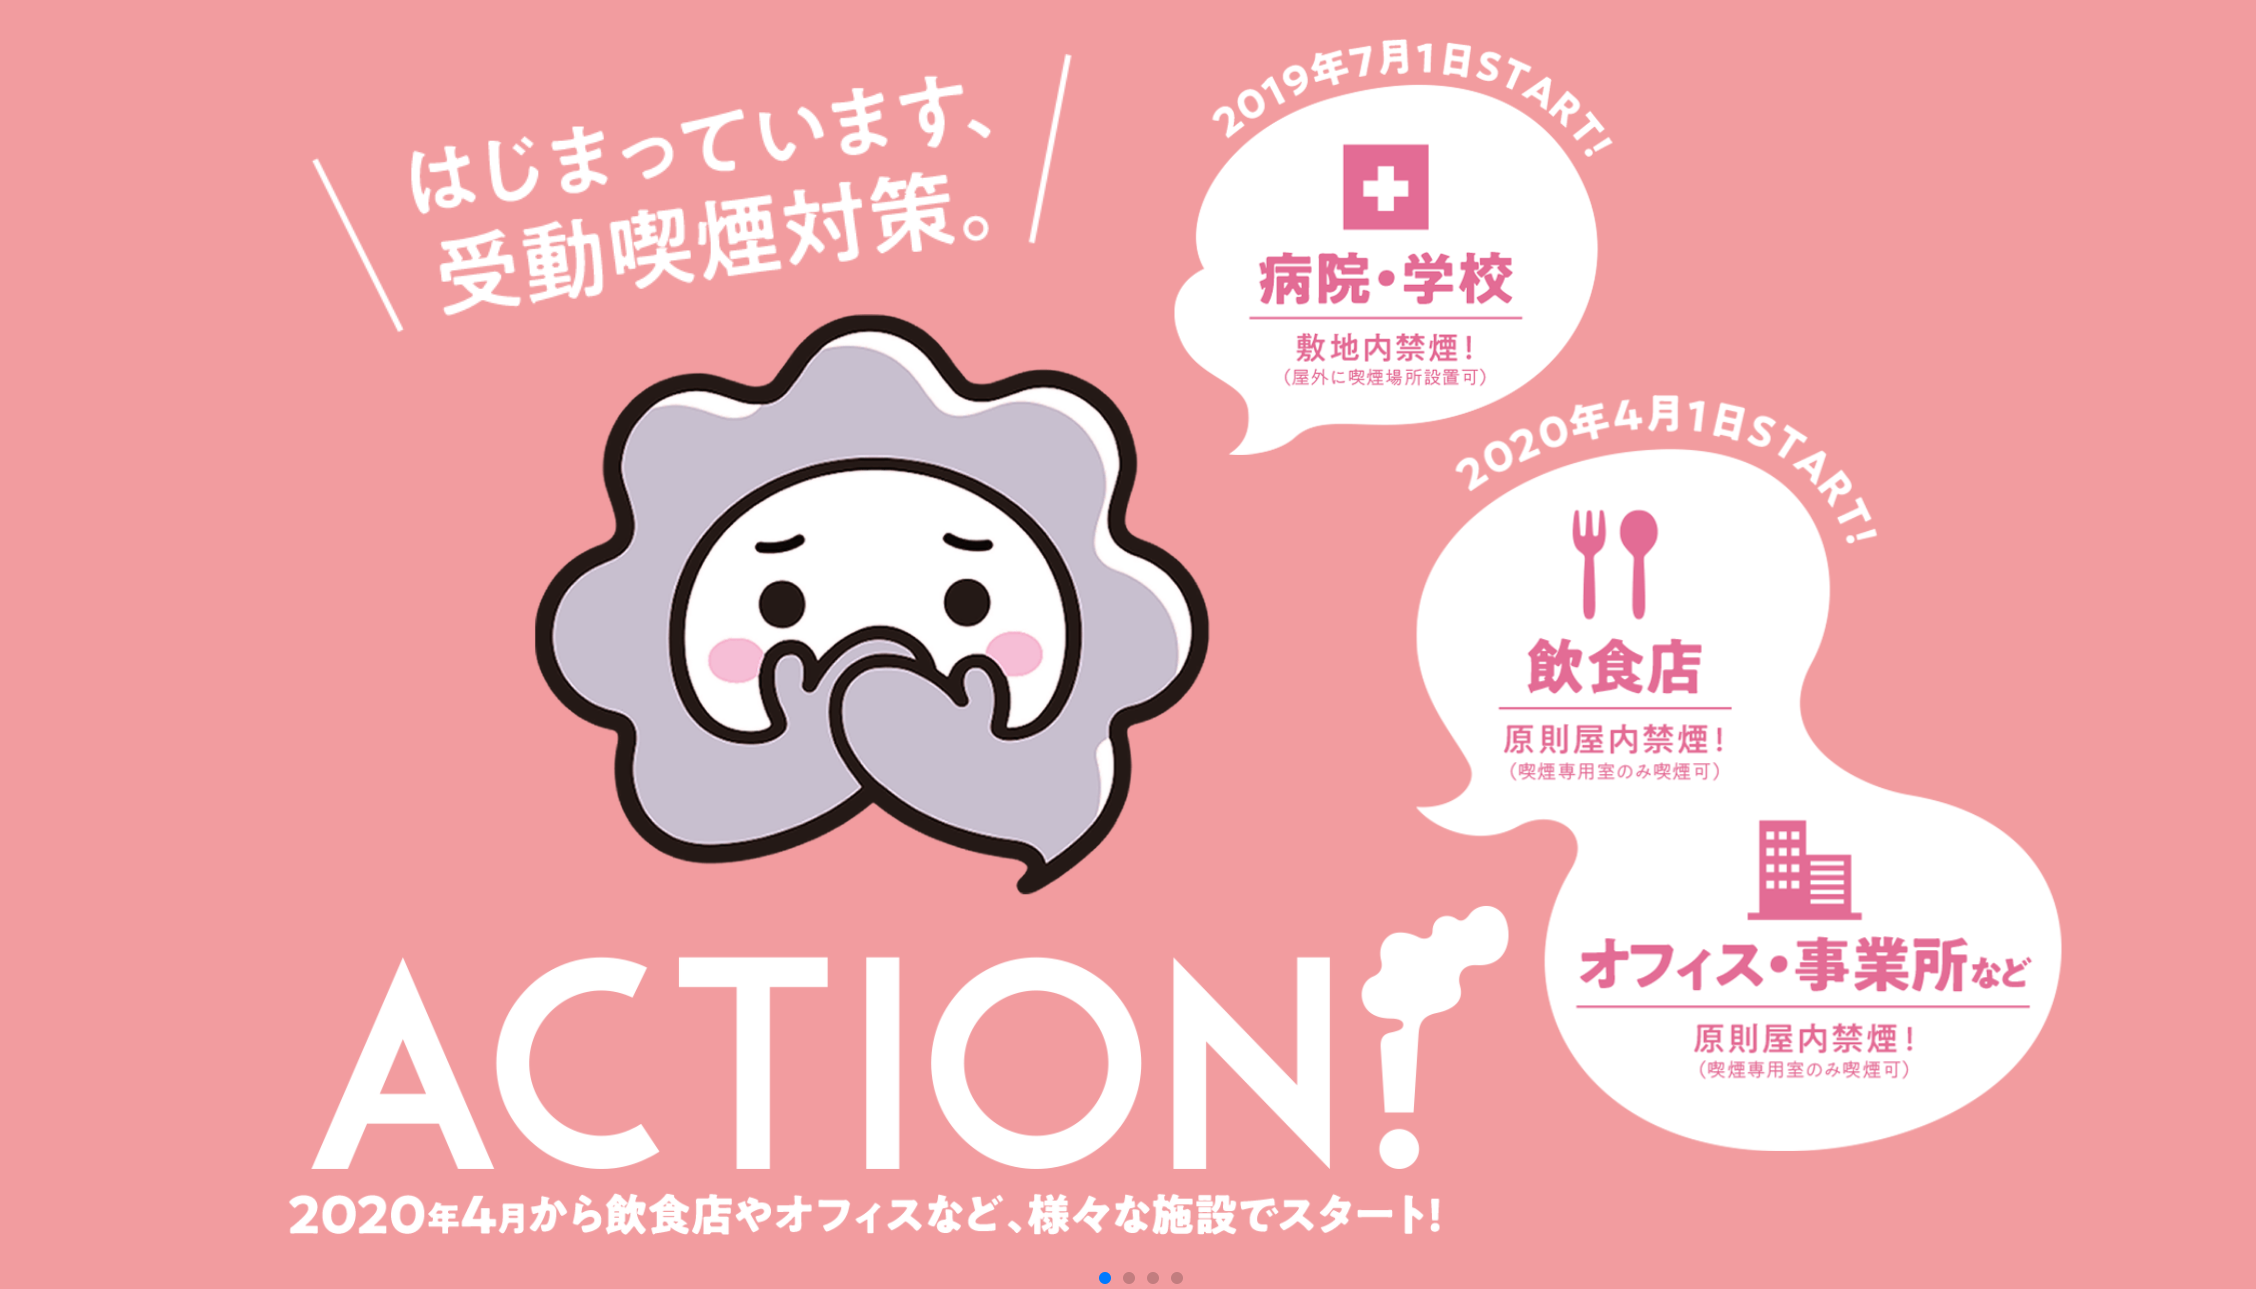 はじまっています、
受動喫煙対策。
2019年7月1日START!
病院・学校
敷地内禁煙!
(屋外に喫煙場所設置可)
2020年4月1日START!
飲食店
原則屋内禁煙!
(喫煙専用室のみ喫煙可)
オフィス・事業所など
原則屋内禁煙!
(喫煙専用室のみ喫煙可)
ACTION!
2020年4月から飲食店やオフィスなど、様々な施設でスタート!